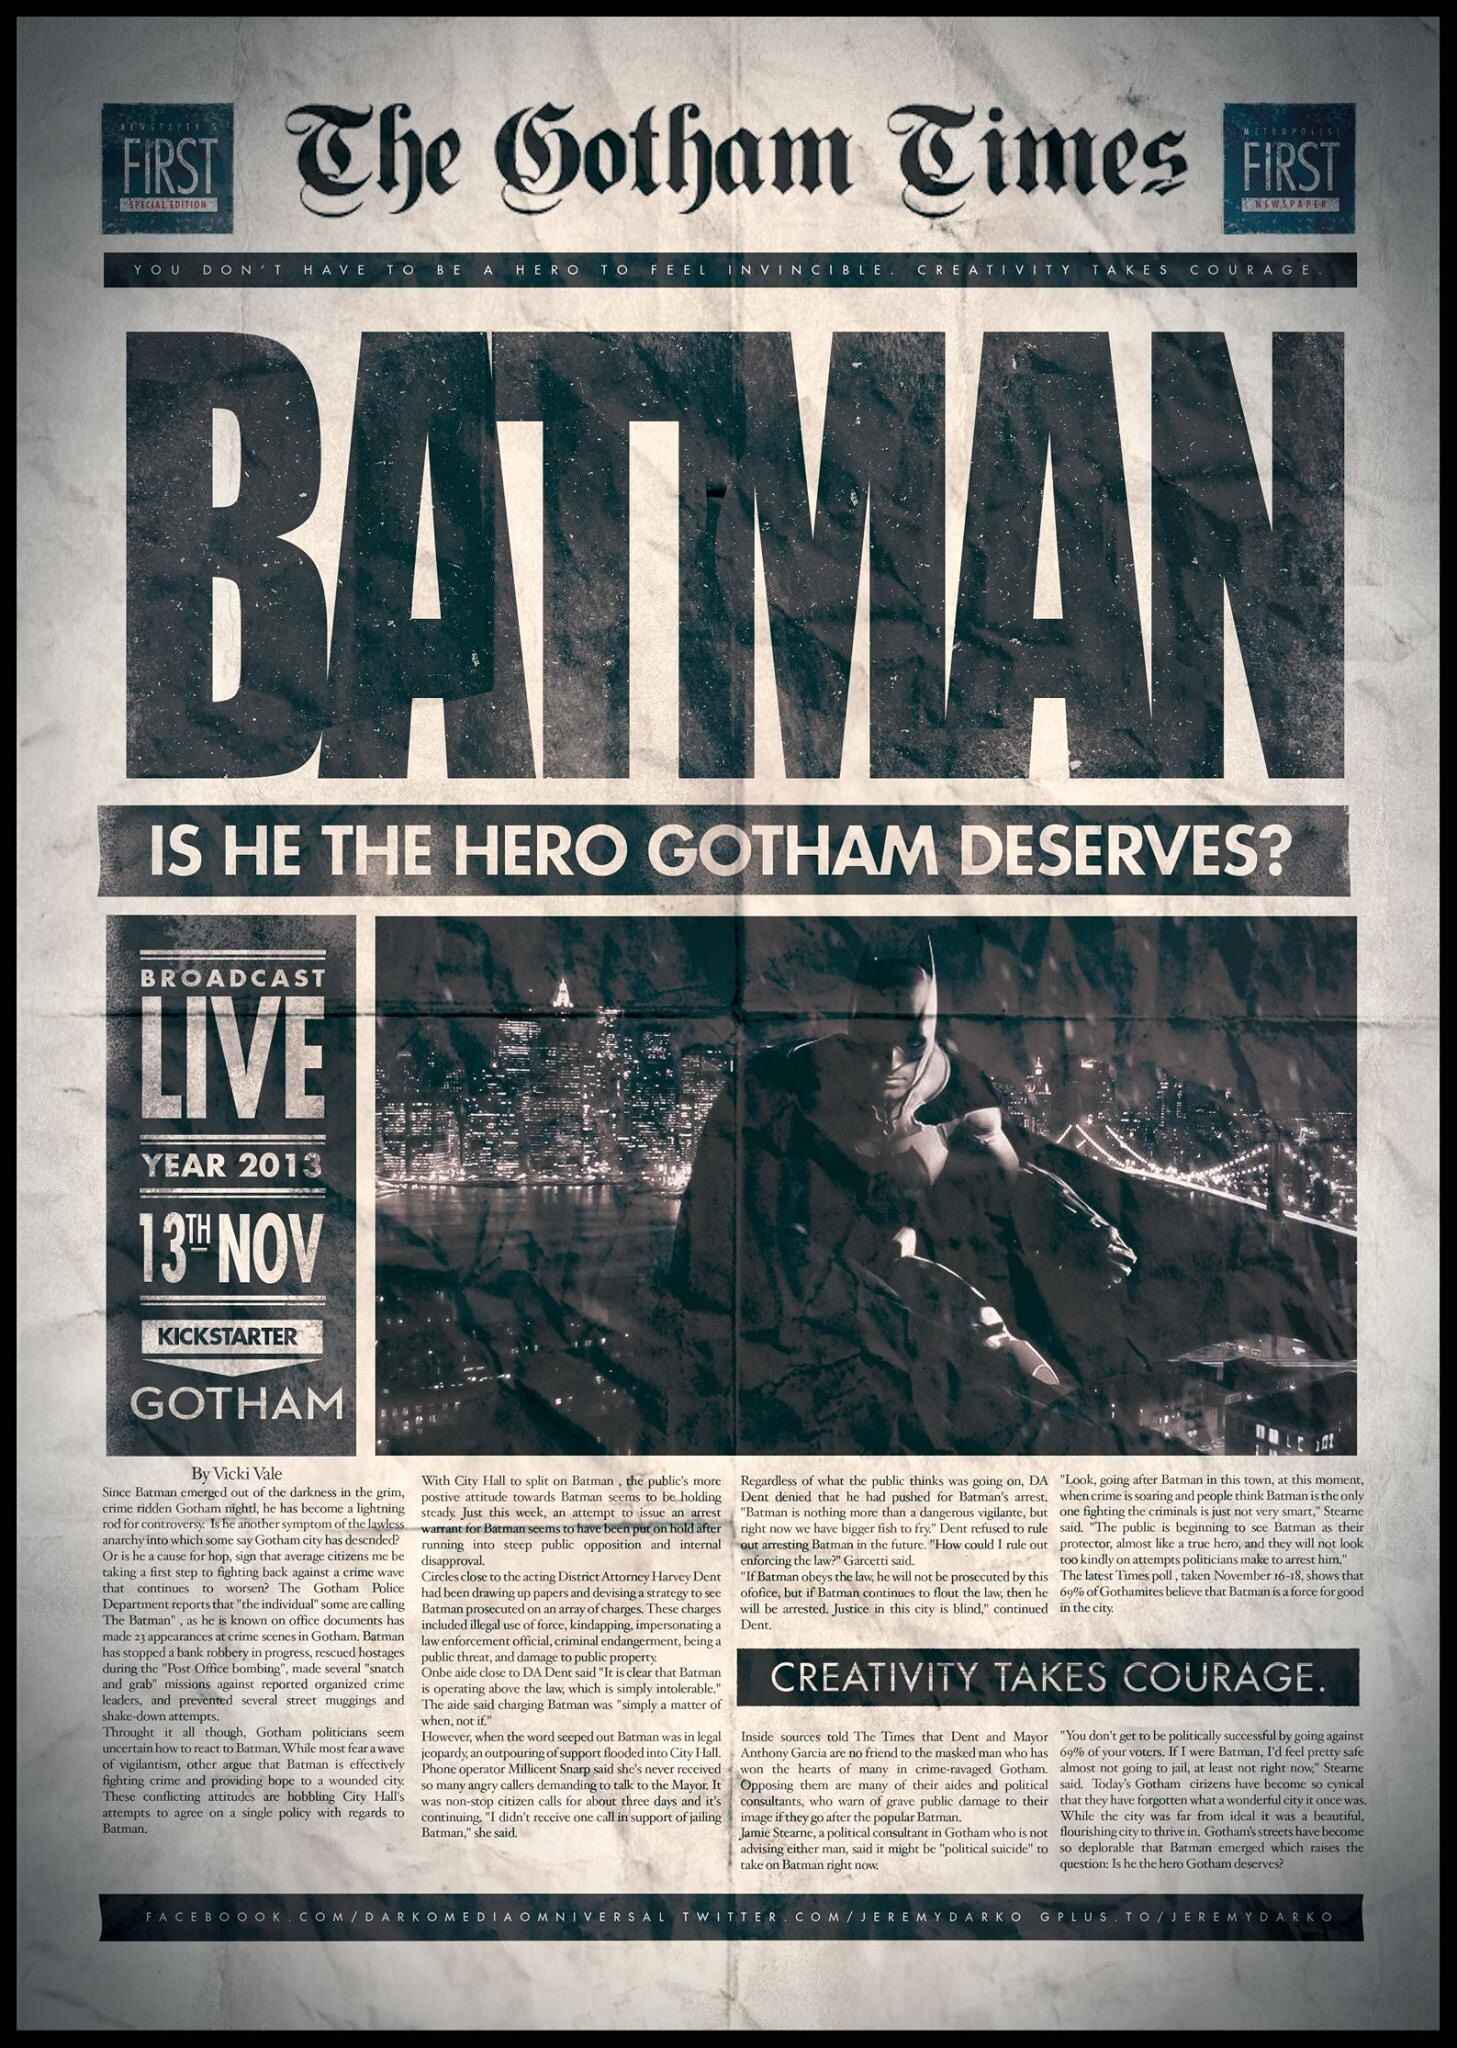 NEWSPAPER'S
FIRST
SPECIAL EDITION
The Gotham Times
METROPOLIS'
FIRST
NEWSPAPER
YOU DON'T HAVE TO BE A HERO TO FEEL INVINCIBLE. CREATIVITY TAKES COURAGE.
BATMAN
IS HE THE HERO GOTHAM DESERVES?
BROADCAST
LIVE
YEAR 2013
13TH NOV
KICKSTARTER
GOTHAM
By Vicki Vale
Since Batman emerged out of the darkness in the grim,
crime ridden Gotham nightl, he has become a lightning
rod for controversy. Is he another symptom of the lawless
anarchy into which some say Gotham city has descnded?
Or is he a cause for hop, sign that average citizens me be
taking a first step to fighting back against a crime wave
that continues to worsen? The Gotham Police
Department reports that "the individual" some are calling
The Batman" , as he is known on office documents has
made 23 appearances at crime scenes in Gotham. Batman
has stopped a bank robbery in progress, rescued hostages
during the "Post Office bombing", made several "snatch
and grab" missions against reported organized crime
leaders, and prevented several street muggings and
shake-down attempts.
Throught it all though, Gotham politicians seem
uncertain how to react to Batman. While most fear a wave
of vigilantism, other argue that Batman is effectively
fighting crime and providing hope to a wounded city.
These conflicting attitudes are hobbling City Hall's
attempts to agree on a single policy with regards to
Batman.
With City Hall to split on Batman , the public's more
postive attitude towards Batman seems to be holding
steady. Just this week, an attempt to issue an arrest
warrant for Batman seems to have been put on hold after
running into steep public opposition and internal
disapproval.
Circles close to the acting District Attorney Harvey Dent
had been drawing up papers and devising a strategy to see
Batman prosecuted on an array of charges. These charges
included illegal use of force, kindapping, impersonating a
law enforcement official, criminal endangerment, being a
public threat, and damage to public property.
Onbe aide close to DA Dent said "It is clear that Batman
is operating above the law, which is simply intolerable."
The aide said charging Batman was "simply a matter of
when, not if."
However, when the word seeped out Batman was in legal
jeopardy, an outpouring of support flooded into City Hall.
Phone operator Millicent Snarp said she's never received
so many angry callers demanding to talk to the Mayor. It
was non-stop citizen calls for about three days and it's
continuing, "I didn't receive one call in support of jailing
Batman," she said.
Regardless of what the public thinks was going on, DA
Dent denied that he had pushed for Batman's arrest.
"Batman is nothing more than a dangerous vigilante, but
right now we have bigger fish to fry." Dent refused to rule
out arresting Batman in the future. "How could I rule out
enforcing the law?" Garcetti said.
"If Batman obeys the law, he will not be prosecuted by this
ofofice, but if Batman continues to flout the law, then he
will be arrested. Justice in this city is blind," continued
Dent.
"Look, going after Batman in this town, at this moment,
when crime is soaring and people think Batman is the only
one fighting the criminals is just not very smart," Stearne
said. "The public is beginning to see Batman as their
protector, almost like a true hero, and they will not look
too kindly on attempts politicians make to arrest him."
The latest Times poll , taken November 16-18, shows that
69% of Gothamites believe that Batman is a force for good
in the city.
CREATIVITY TAKES COURAGE.
Inside sources told The Times that Dent and Mayor
Anthony Garcia are no friend to the masked man who has
won the hearts of many in crime-ravaged Gotham.
Opposing them are many of their aides and political
consultants, who warn of grave public damage to their
image if they go after the popular Batman.
Jamie Stearne, a political consultant in Gotham who is not
advising either man, said it might be "political suicide" to
take on Batman right now.
"You don't get to be politically successful by going against
69% of your voters. If I were Batman, I'd feel pretty safe
almost not going to jail, at least not right now," Stearne
said. Today's Gotham cirizens have become so cynical
that they have forgotten what a wonderful city it once was.
While the city was far from ideal it was a beautiful,
flourishing city to thrive in. Gotham's streets have become
so deplorable that Batman emerged which raises the
question: Is he the hero Gotham deserves?
FACEBOOOK.COM/DARKOMEDIAOMNIVERSAL TWITTER.COM/JEREMYDARKO GPLUS.TO/JEREMYDARKO